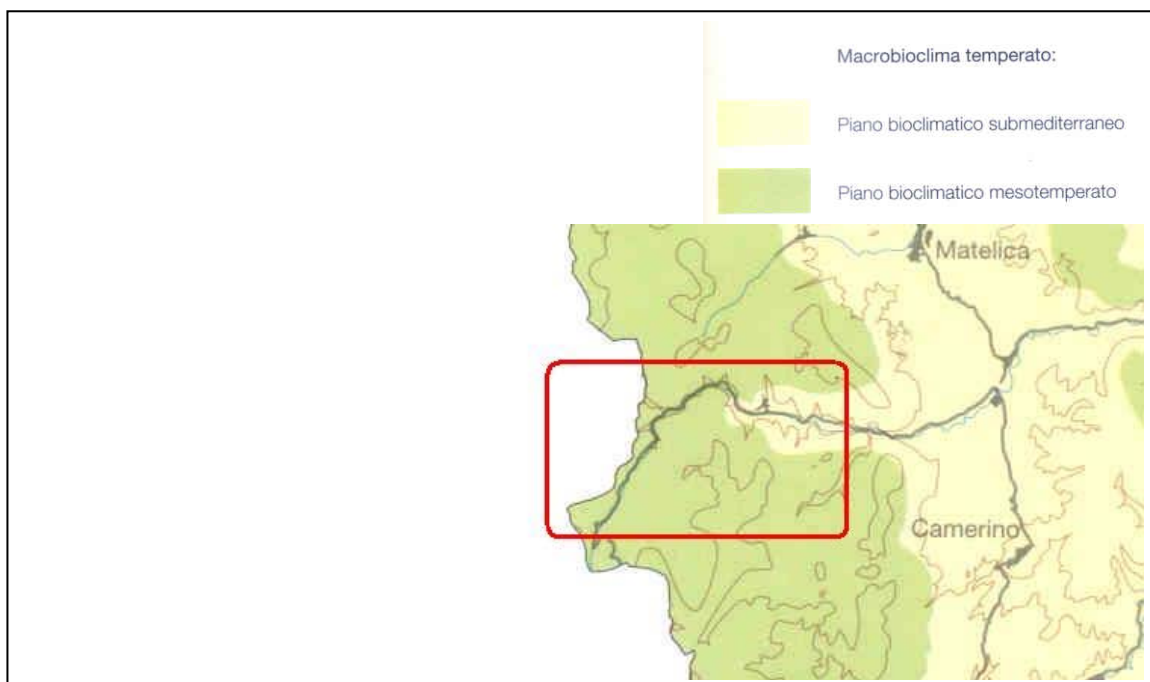 Macrobioclima temperato:
Piano bioclimatico submediterraneo
Piano bioclimatico mesotemperato
Matelica
Camerino